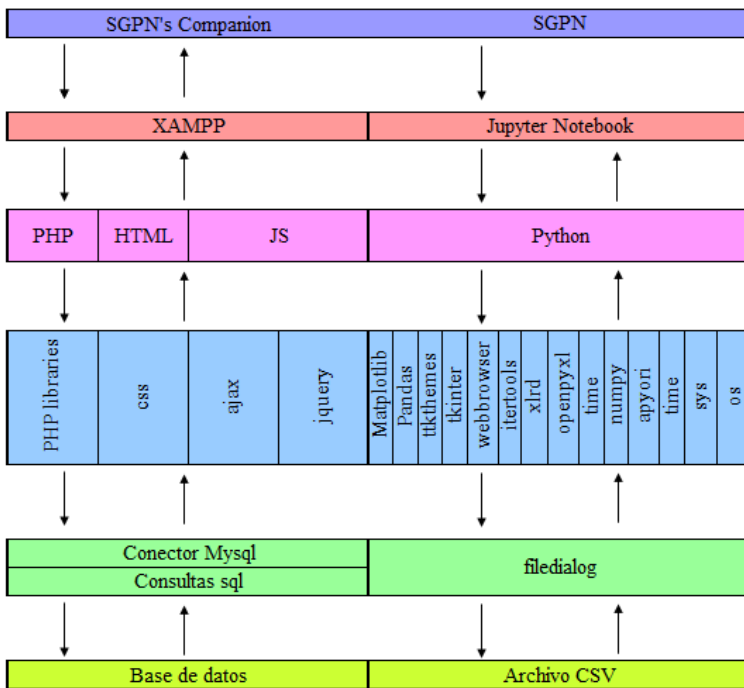 SGPN's Companion
SGPN
XAMPP
Jupyter Notebook
PHP
HTML
JS
Python
PHP libraries
css
ajax
jquery
Matplotlib
Pandas
ttkthemes
tkinter
webbrowser
itertools
xlrd
openpyxl
time
numpy
apyori
time
sys
os
Conector Mysql
Consultas sql
filedialog
Base de datos
Archivo CSV